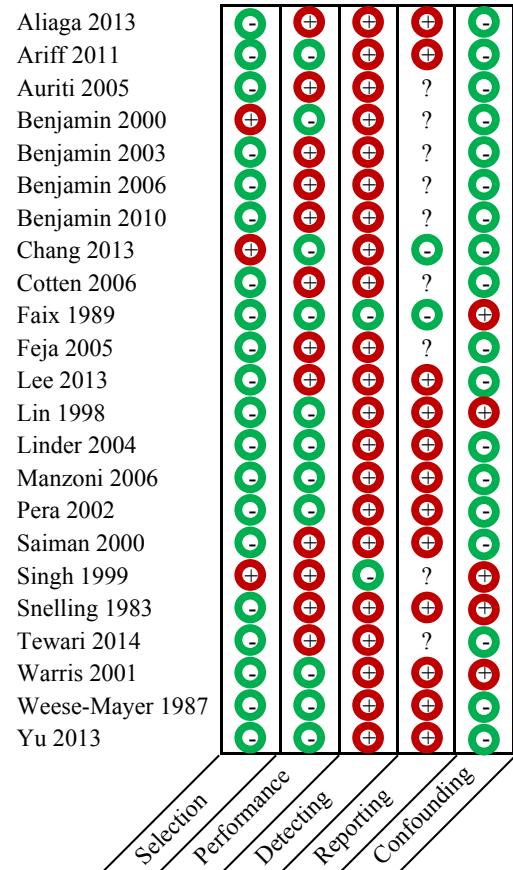 Aliaga 2013 - + + + -
Ariff 2011 - - + + -
Auriti 2005 - + + ? -
Benjamin 2000 + - + ? -
Benjamin 2003 - + + ? -
Benjamin 2006 - + + ? -
Benjamin 2010 - + + ? -
Chang 2013 + - + - -
Cotten 2006 - + + ? -
Faix 1989 - - - - +
Feja 2005 - + + ? -
Lee 2013 - + + + -
Lin 1998 - - + + +
Linder 2004 - - + + -
Manzoni 2006 - - + + -
Pera 2002 - - + + -
Saiman 2000 - + + + -
Singh 1999 + + - ? +
Snelling 1983 - + + + +
Tewari 2014 - + + ? -
Warris 2001 - - + + +
Weese-Mayer 1987 - - + + -
Yu 2013 - - + + -
Selection
Performance
Detecting
Reporting
Confounding